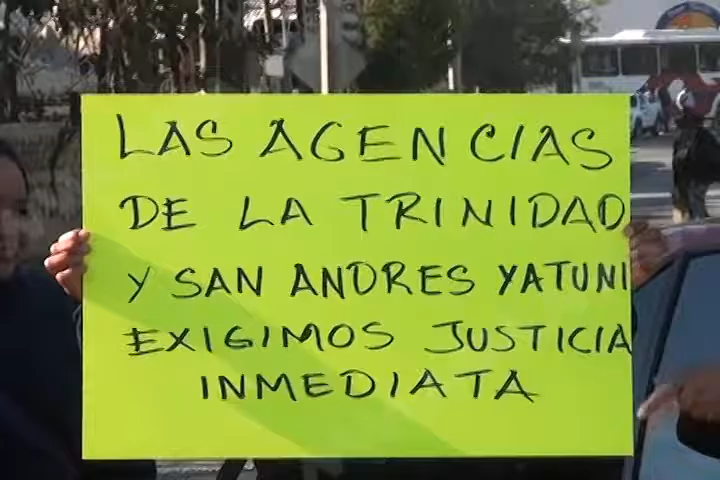 LAS AGENCIAS
DE LA TRINIDAD
Y SAN ANDRES YATUNI
EXIGIMOS JUSTICIA
INMEDIATA